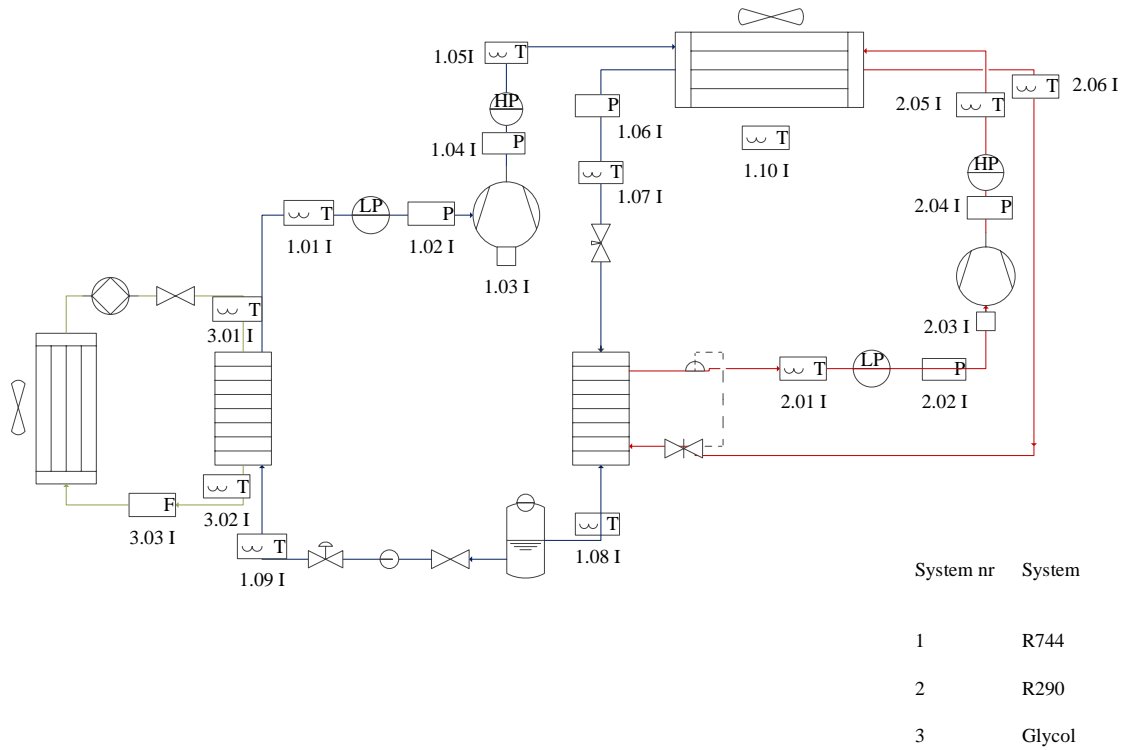 1.05I
T
HP
1.04 I
P
1.01 I
T
LP
1.02 I
P
1.03 I
P
1.06 I
T
1.07 I
T
1.10 I
2.05 I
T
T
2.06 I
HP
2.04 I
P
2.03 I
T
2.01 I
LP
P
2.02 I
T
3.01 I
T
3.02 I
F
3.03 I
T
1.09 I
T
1.08 I
System nr System
1 R744
2 R290
3 Glycol